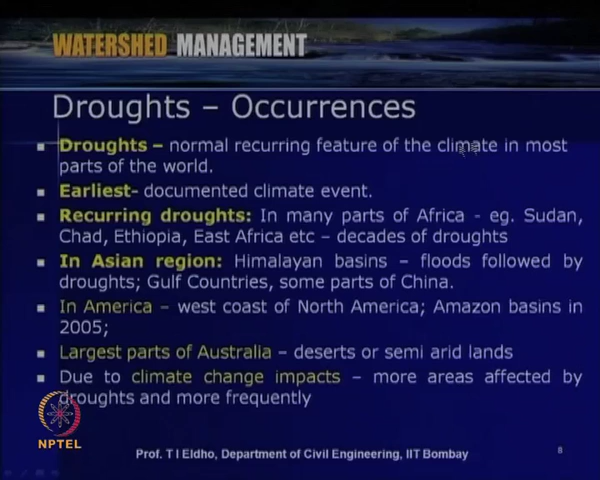 WATERSHED MANAGEMENT
Droughts – Occurrences
▪ Droughts – normal recurring feature of the climate in most
parts of the world.
▪ Earliest- documented climate event.
▪ Recurring droughts: In many parts of Africa - eg. Sudan,
Chad, Ethiopia, East Africa etc – decades of droughts
▪ In Asian region: Himalayan basins – floods followed by
droughts; Gulf Countries, some parts of China.
▪ In America – west coast of North America; Amazon basins in
2005;
▪ Largest parts of Australia – deserts or semi arid lands
▪ Due to climate change impacts – more areas affected by
droughts and more frequently
NPTEL
Prof. T I Eldho, Department of Civil Engineering, IIT Bombay
8